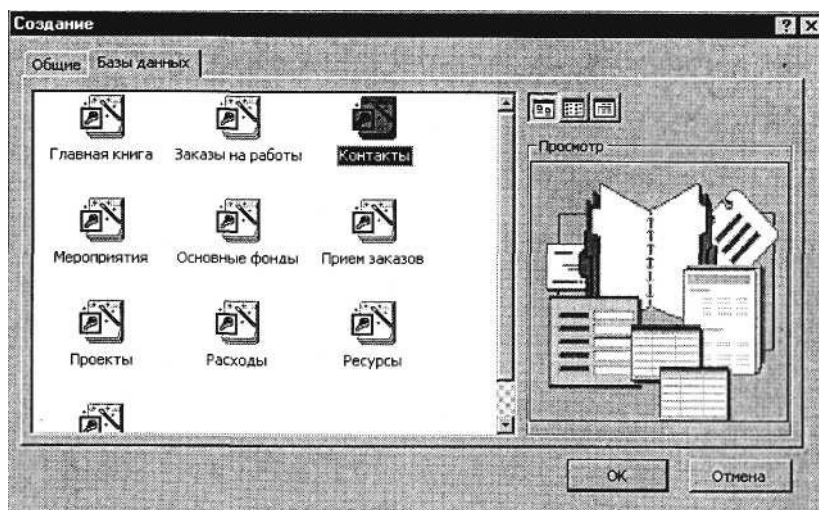 Создание
Общие
Базы данных
Главная книга
Заказы на работы
Контакты
Просмотр
Мероприятия
Основные фонды
Прием заказов
Проекты
Расходы
Ресурсы
OK
Отмена